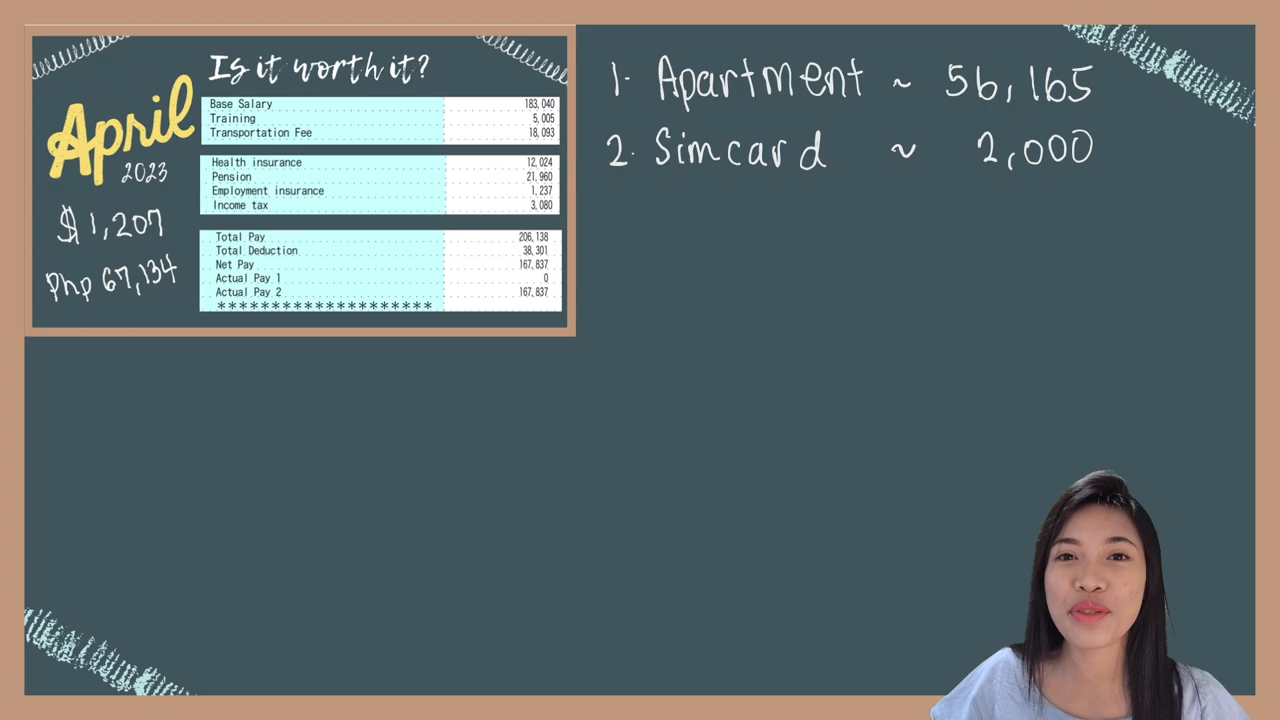 Is it worth it?
April
2023
$1,207
Php 67,134
Base Salary 183,040
Training 5,005
Transportation Fee 18,093
Health insurance 12,024
Pension 21,960
Employment insurance 1,237
Income tax 3,080
Total Pay 206,138
Total Deduction 38,301
Net Pay 167,837
Actual Pay 1 0
Actual Pay 2 167,837
*******************
1. Apartment ~ 56,165
2. Simcard ~ 2,000